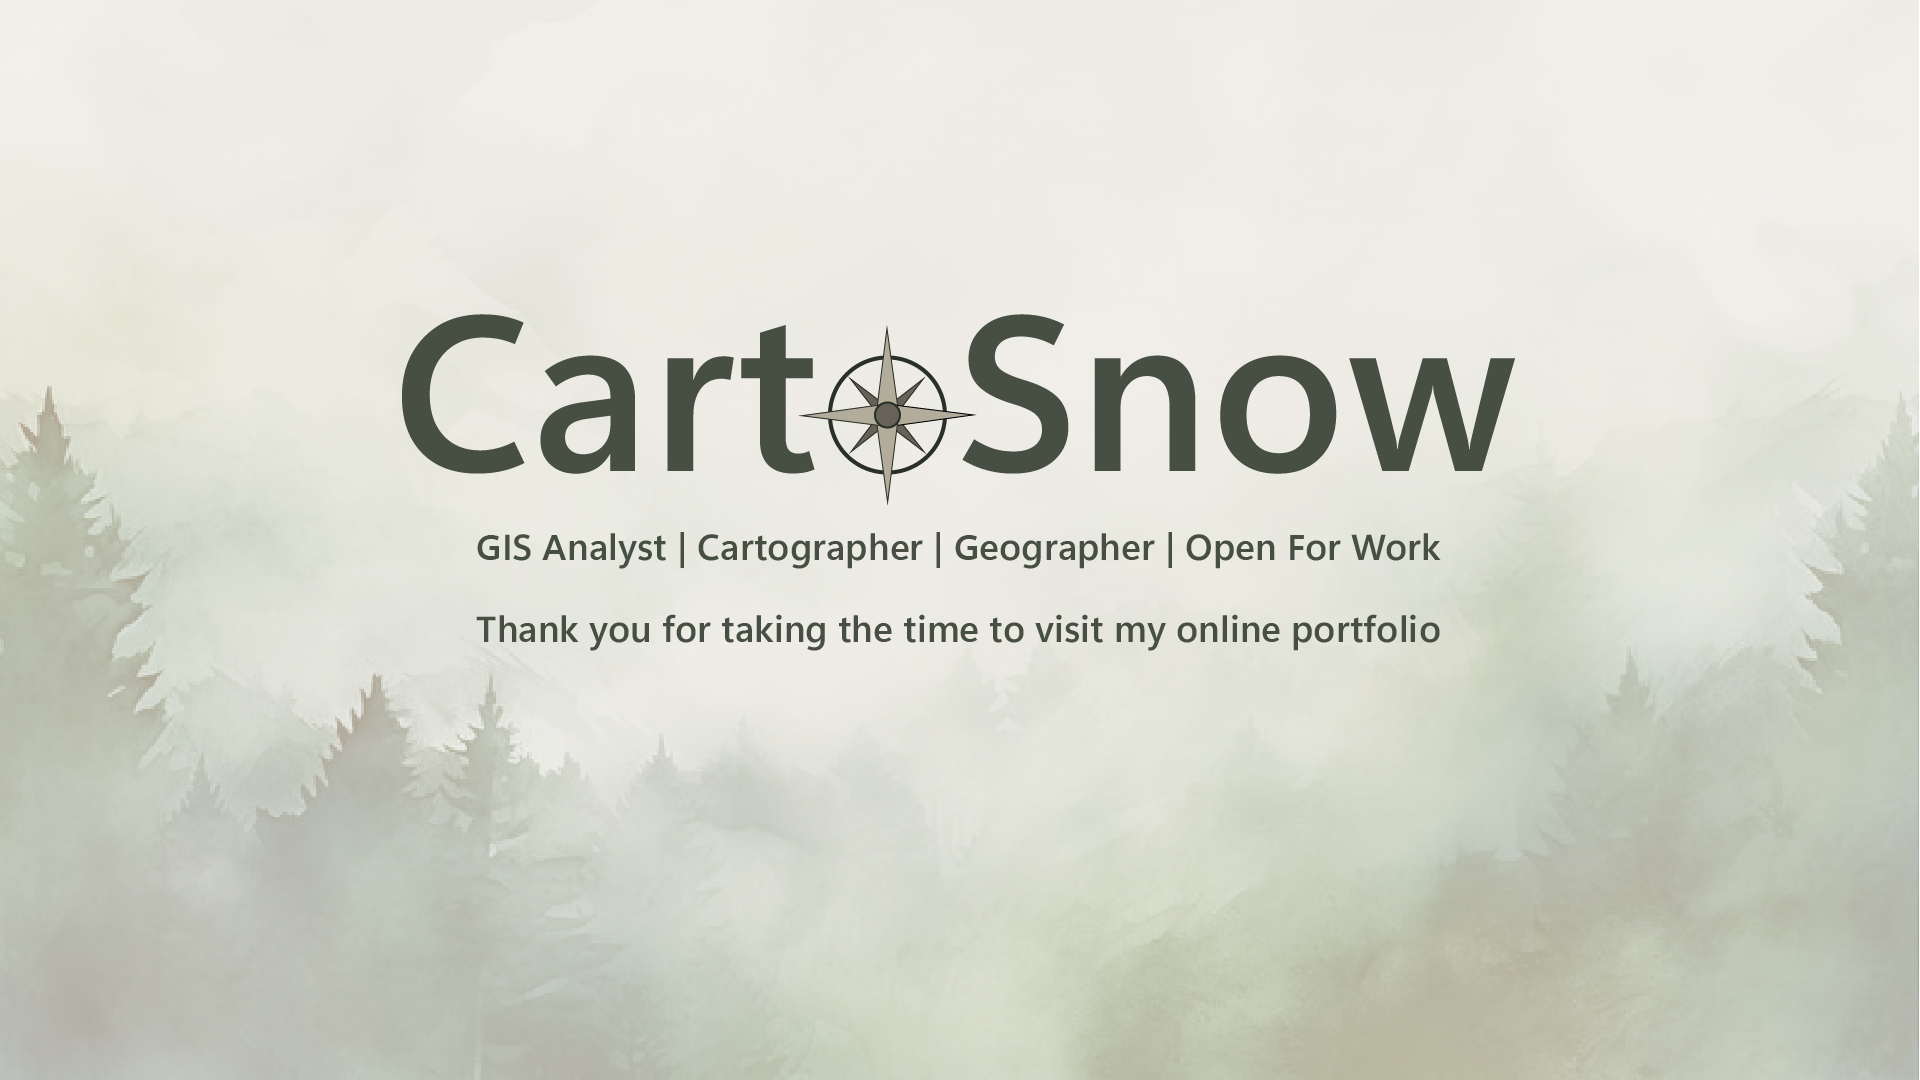 CartoSnow
GIS Analyst | Cartographer | Geographer | Open For Work
Thank you for taking the time to visit my online portfolio